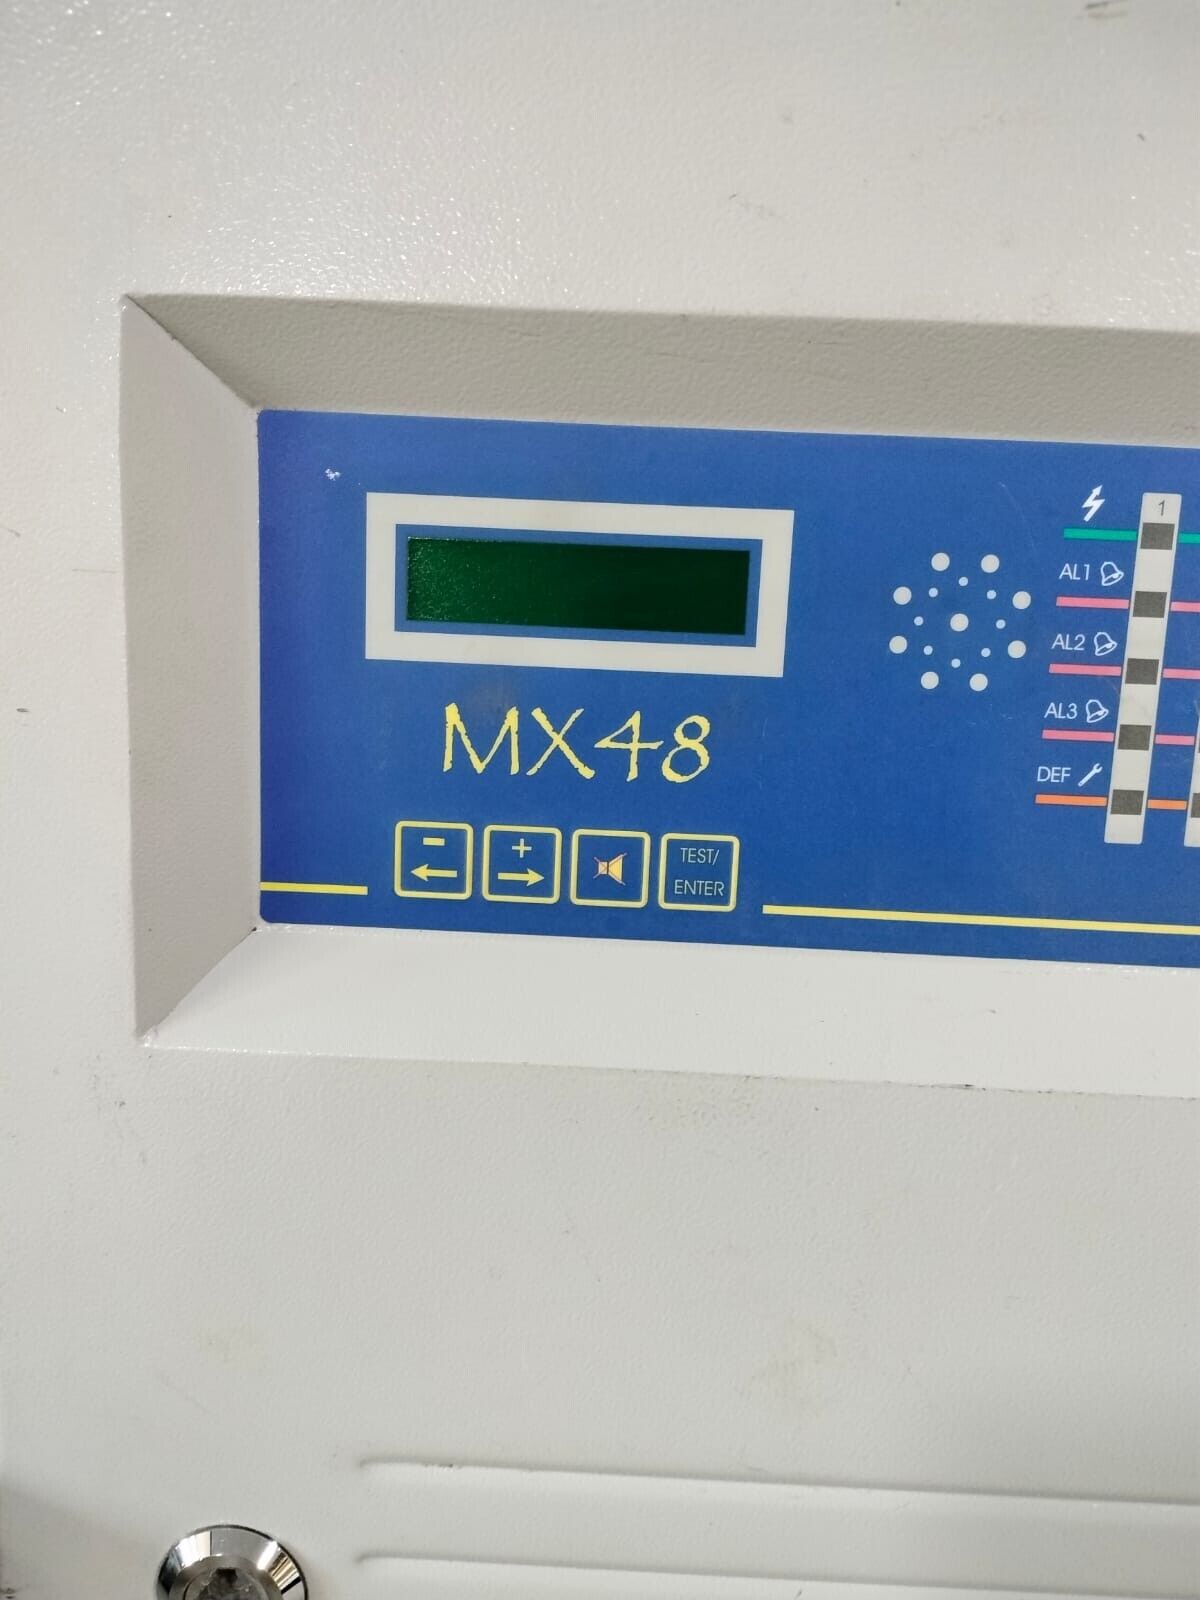 1
AL1
AL2
AL3
DEF
MX48
- +
TEST/
ENTER